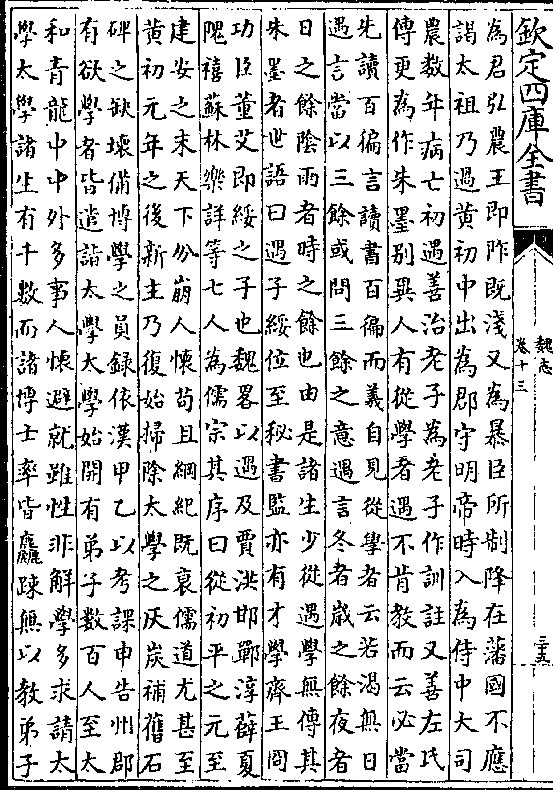 欽定四庫全書
魏志
卷十三
三十五
為君弘農王即阼既淺又為暴臣所制降在藩國不應
謁太祖乃過黄初中出為郡守明帝時入為侍中大司
農數年病亡初遇善治老子為老子作訓註又善左氏
傳更為作朱墨别異人有從學者遇不肯教而云必當
先讀百徧言讀書百徧而義自見從學者云若渴無日
遇言當以三餘或問三餘之意遇言冬者嵗之餘夜者
日之餘陰雨者時之餘也由是諸生少從遇學無傳其
朱墨者世語曰遇子綏位至秘書監亦有才學齊王冏
功臣董艾即綏之子也魏畧以遇及賈洪邯鄲淳薛夏
隗禧蘇林樂詳等七人為儒宗其序曰從初平之元至
建安之末天下分崩人懷苟且綱紀既衰儒道尤甚至
黄初元年之後新主乃復始掃除太學之灰炭補舊石
碑之缺壞備博學之員録依漢甲乙以考課申告州郡
有欲學者皆遣詣太學大學始開有弟子數百人至太
和青龍中中外多事人懷避就雖性非解學多求請太
學太學諸生有千數而諸博士率皆麤疎無以教弟子